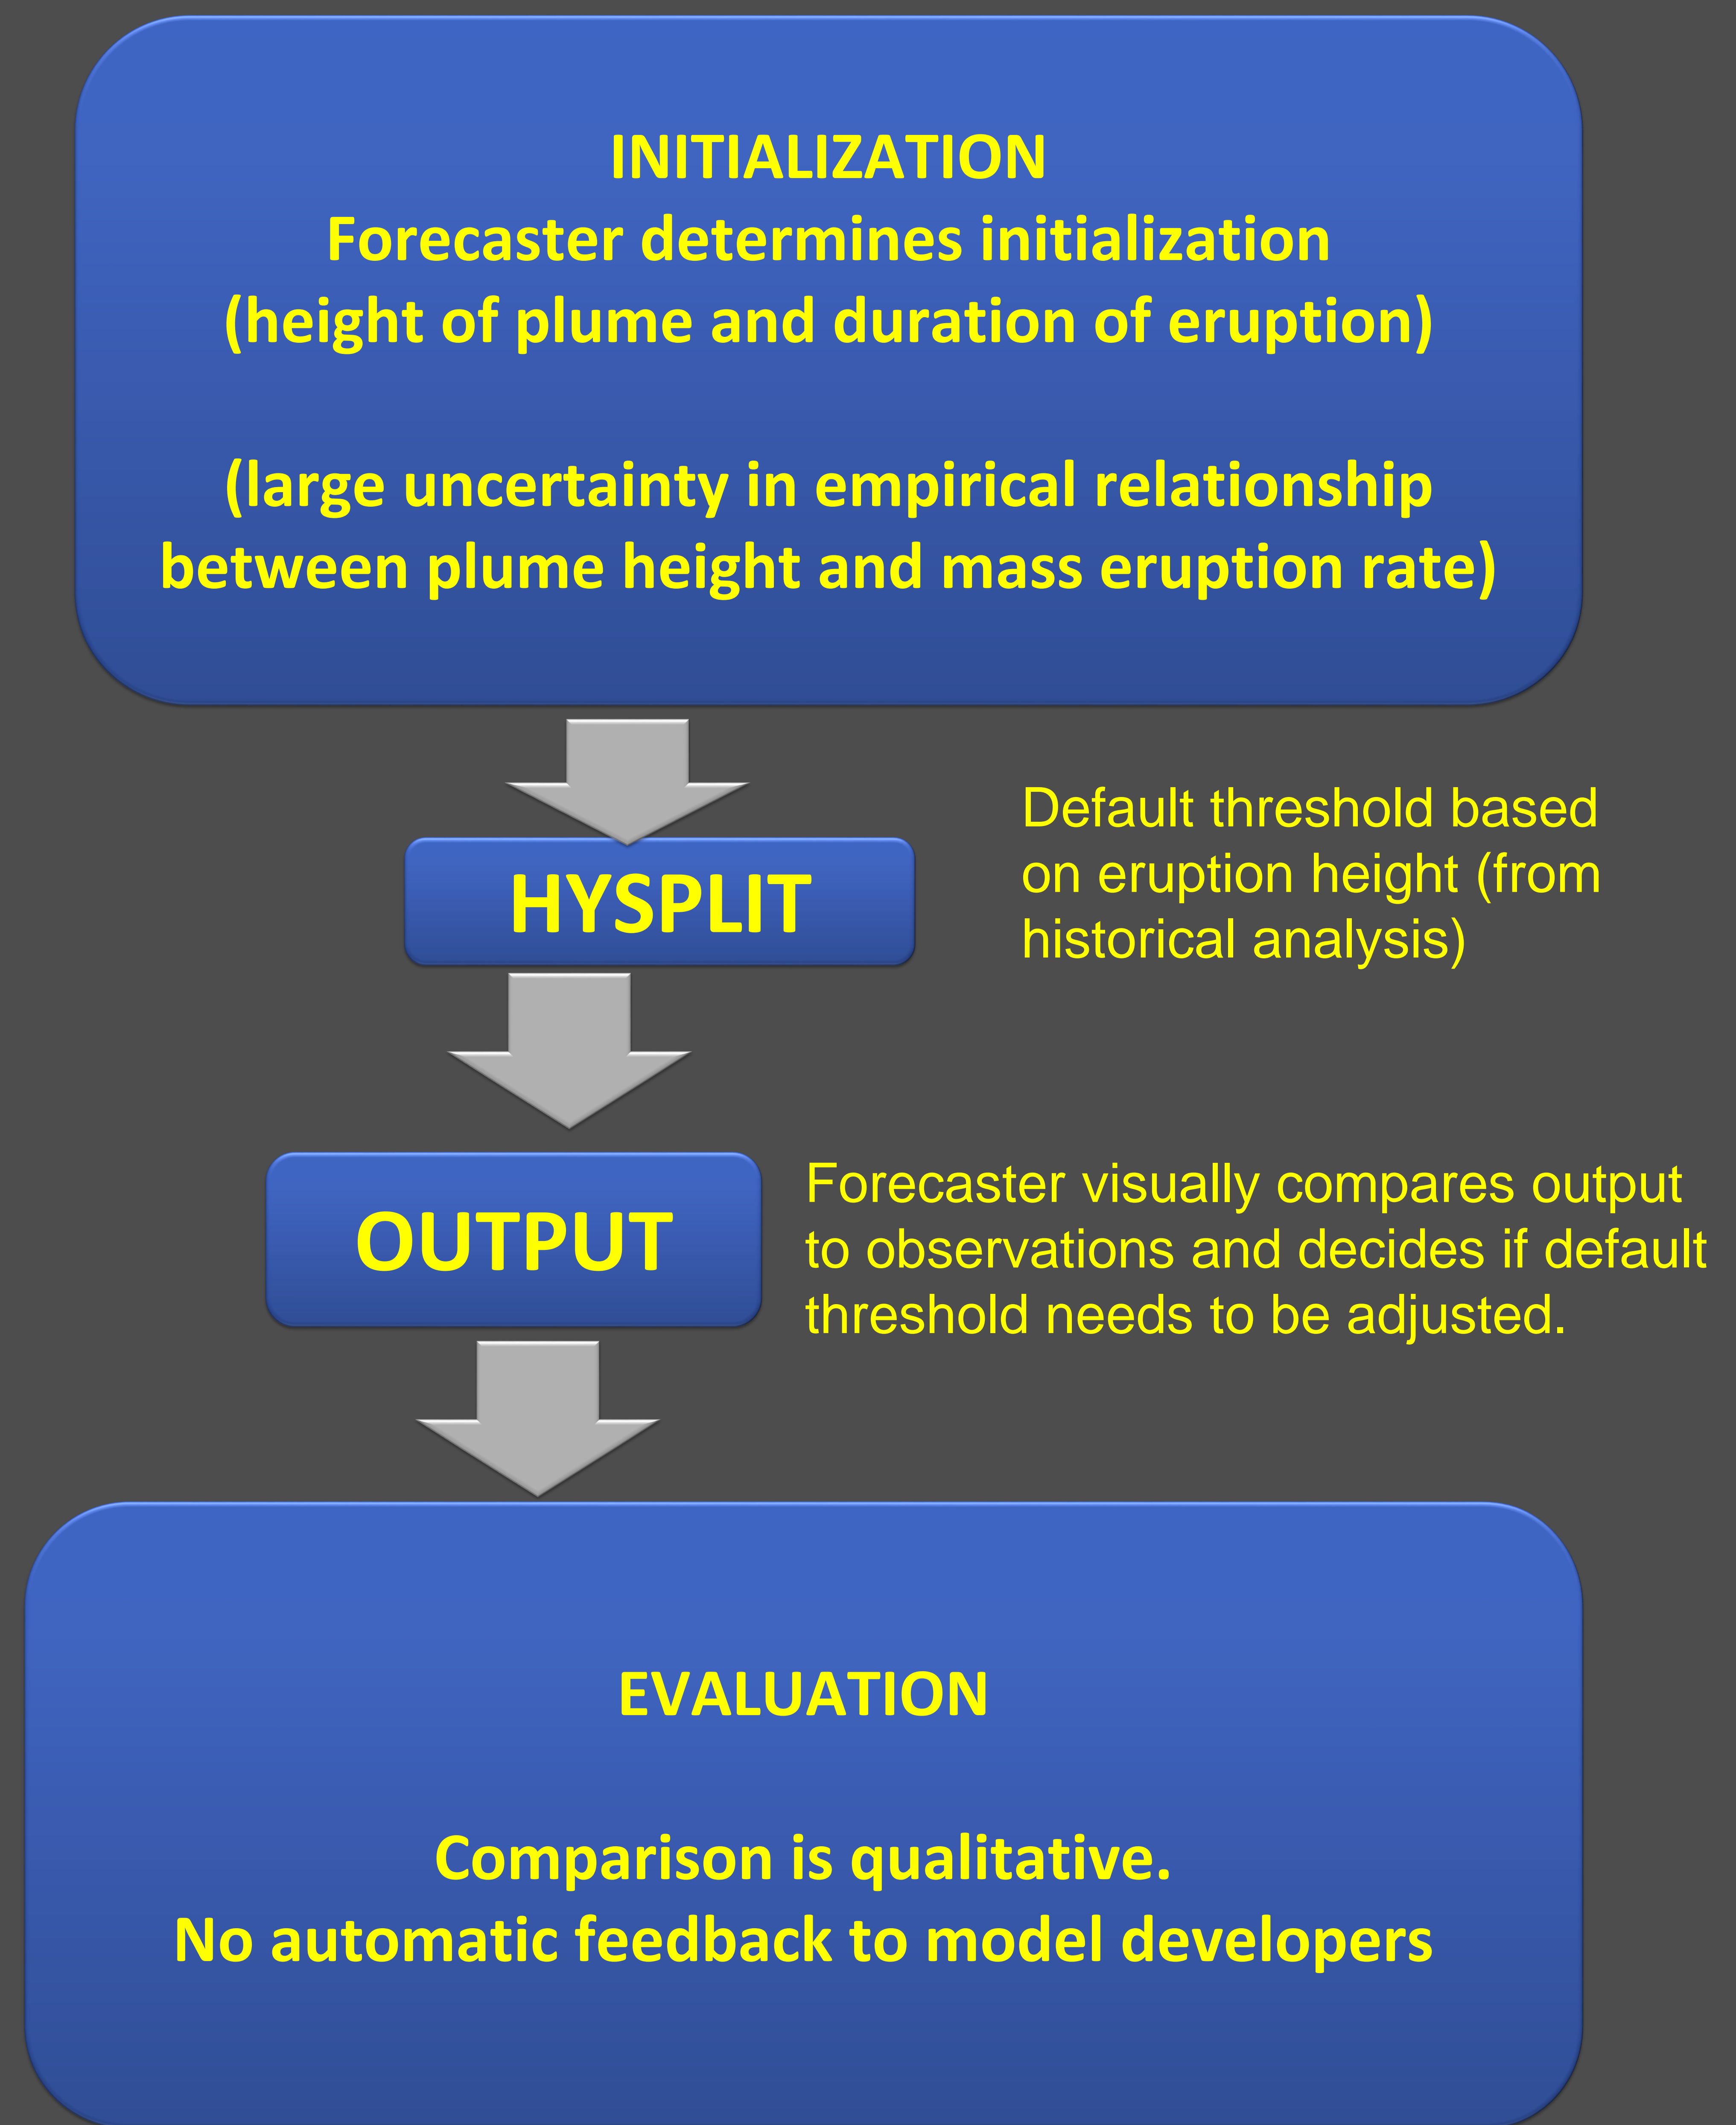 INITIALIZATION
Forecaster determines initialization
(height of plume and duration of eruption)
(large uncertainty in empirical relationship
between plume height and mass eruption rate)
HYSPLIT
Default threshold based
on eruption height (from
historical analysis)
OUTPUT
Forecaster visually compares output
to observations and decides if default
threshold needs to be adjusted.
EVALUATION
Comparison is qualitative.
No automatic feedback to model developers